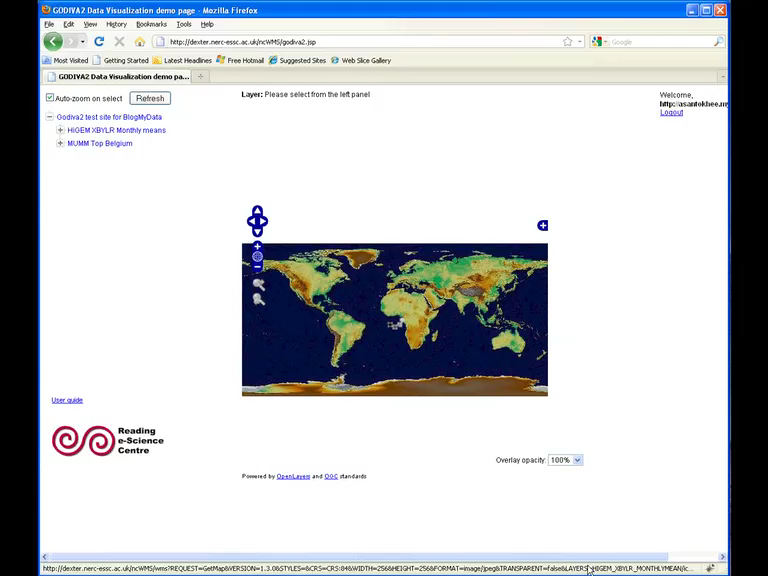 GODIVA2 Data Visualization demo page - Mozilla Firefox
File Edit View History Bookmarks Tools Help
http://dexter.nerc-essc.ac.uk/ncWMS/godiva2.jsp
Google
Most Visited Getting Started Latest Headlines Free Hotmail Suggested Sites Web Slice Gallery
GODIVA2 Data Visualization demo pa...
Auto-zoom on select Refresh
Layer: Please select from the left panel
Welcome,
http://asantokhee.my
Logout
Godiva2 test site for BlogMyData
HiGEM XBYLR Monthly means
MUMM Top Belgium
User guide
Reading
e-Science
Centre
Overlay opacity: 100%
Powered by OpenLayers and OGC standards
http://dexter.nerc-essc.ac.uk/ncWMS/wms?REQUEST=GetMap&VERSION=1.3.0&STYLES=&CRS=CRS:84&WIDTH=256&HEIGHT=256&FORMAT=image/jpeg&TRANSPARENT=false&LAYERS=HIGEM_XBYLR_MONTHLYMEAN/ic...